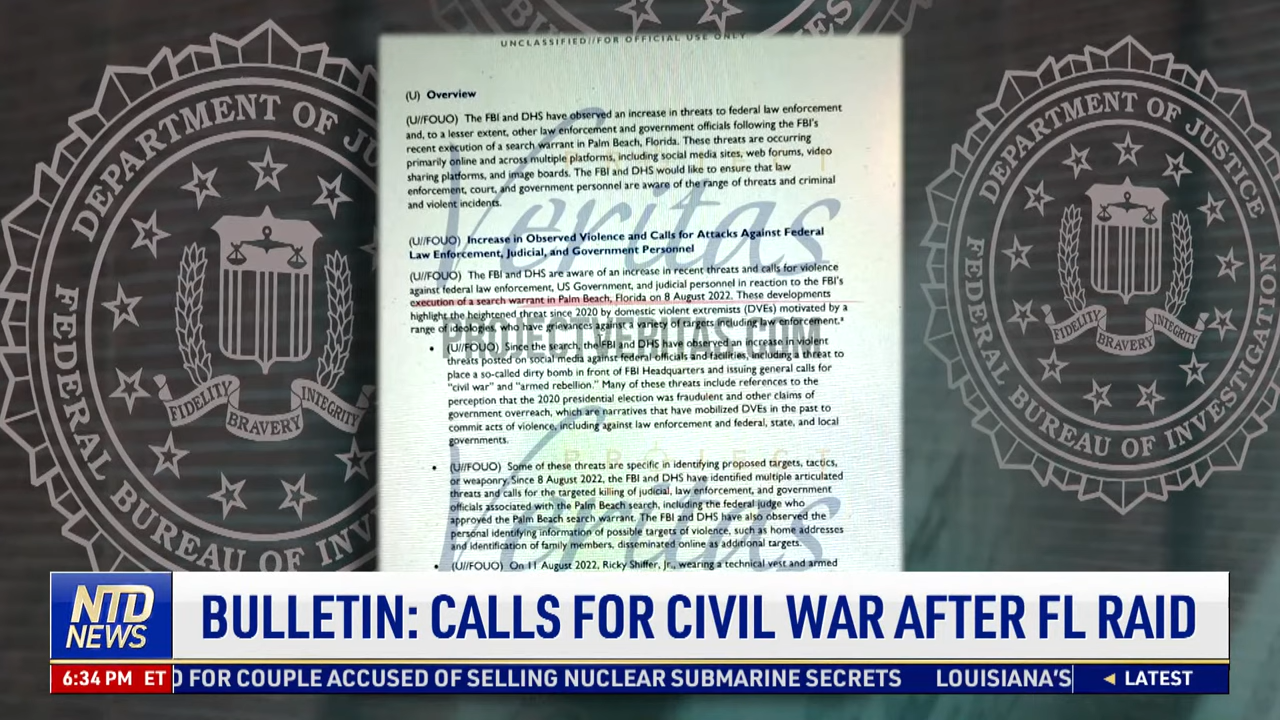 UNCLASSIFIED//FOR OFFICIAL USE ONLY
(U) Overview
(U//FOUO) The FBI and DHS have observed an increase in threats to federal law enforcement
and, to a lesser extent, other law enforcement and government officials following the FBI's
recent execution of a search warrant in Palm Beach, Florida. These threats are occurring
primarily online and across multiple platforms, including social media sites, web forums, video
sharing platforms, and image boards. The FBI and DHS would like to ensure that law
enforcement, court, and government personnel are aware of the range of threats and criminal
and violent incidents.
(U//FOUO) Increase in Observed Violence and Calls for Attacks Against Federal
Law Enforcement, Judicial, and Government Personnel
(U//FOUO) The FBI and DHS are aware of an increase in recent threats and calls for violence
against federal law enforcement, US Government, and judicial personnel in reaction to the FBI's
execution of a search warrant in Palm Beach, Florida on 8 August 2022. These developments
highlight the heightened threat since 2020 by domestic violent extremists (DVEs) motivated by a
range of ideologies, who have grievances against a variety of targets including law enforcement.ª
• (U//FOUO) Since the search, the FBI and DHS have observed an increase in violent
threats posted on social media against federal officials and facilities, including a threat to
place a so-called dirty bomb in front of FBI Headquarters and issuing general calls for
"civil war" and "armed rebellion." Many of these threats include references to the
perception that the 2020 presidential election was fraudulent and other claims of
government overreach, which are narratives that have mobilized DVEs in the past to
commit acts of violence, including against law enforcement and federal, state, and local
governments.
• (U//FOUO) Some of these threats are specific in identifying proposed targets, tactics,
or weaponry. Since 8 August 2022, the FBI and DHS have identified multiple articulated
threats and calls for the targeted killing of judicial, law enforcement, and government
officials associated with the Palm Beach search, including the federal judge who
approved the Palm Beach search warrant. The FBI and DHS have also observed the
personal identifying information of possible targets of violence, such as home addresses
and identification of family members, disseminated online as additional targets.
• (U//FOUO) On 11 August 2022, Ricky Shiffer, Jr., wearing a technical vest and armed
Veritas
PROJECTVERITAS.COM
PROJECT
Veritas
DEPARTMENT OF JU
FEDERAL BUREAU OF INV
FIDELITY
BRAVERY
INTEGRITY
DEPARTMENT OF JUSTICE
FEDERAL BUREAU OF INVESTIGATION
FIDELITY
BRAVERY
INTEGRITY
NTD
NEWS
BULLETIN: CALLS FOR CIVIL WAR AFTER FL RAID
6:34 PM ET
D FOR COUPLE ACCUSED OF SELLING NUCLEAR SUBMARINE SECRETS LOUISIANA'S
◄ LATEST